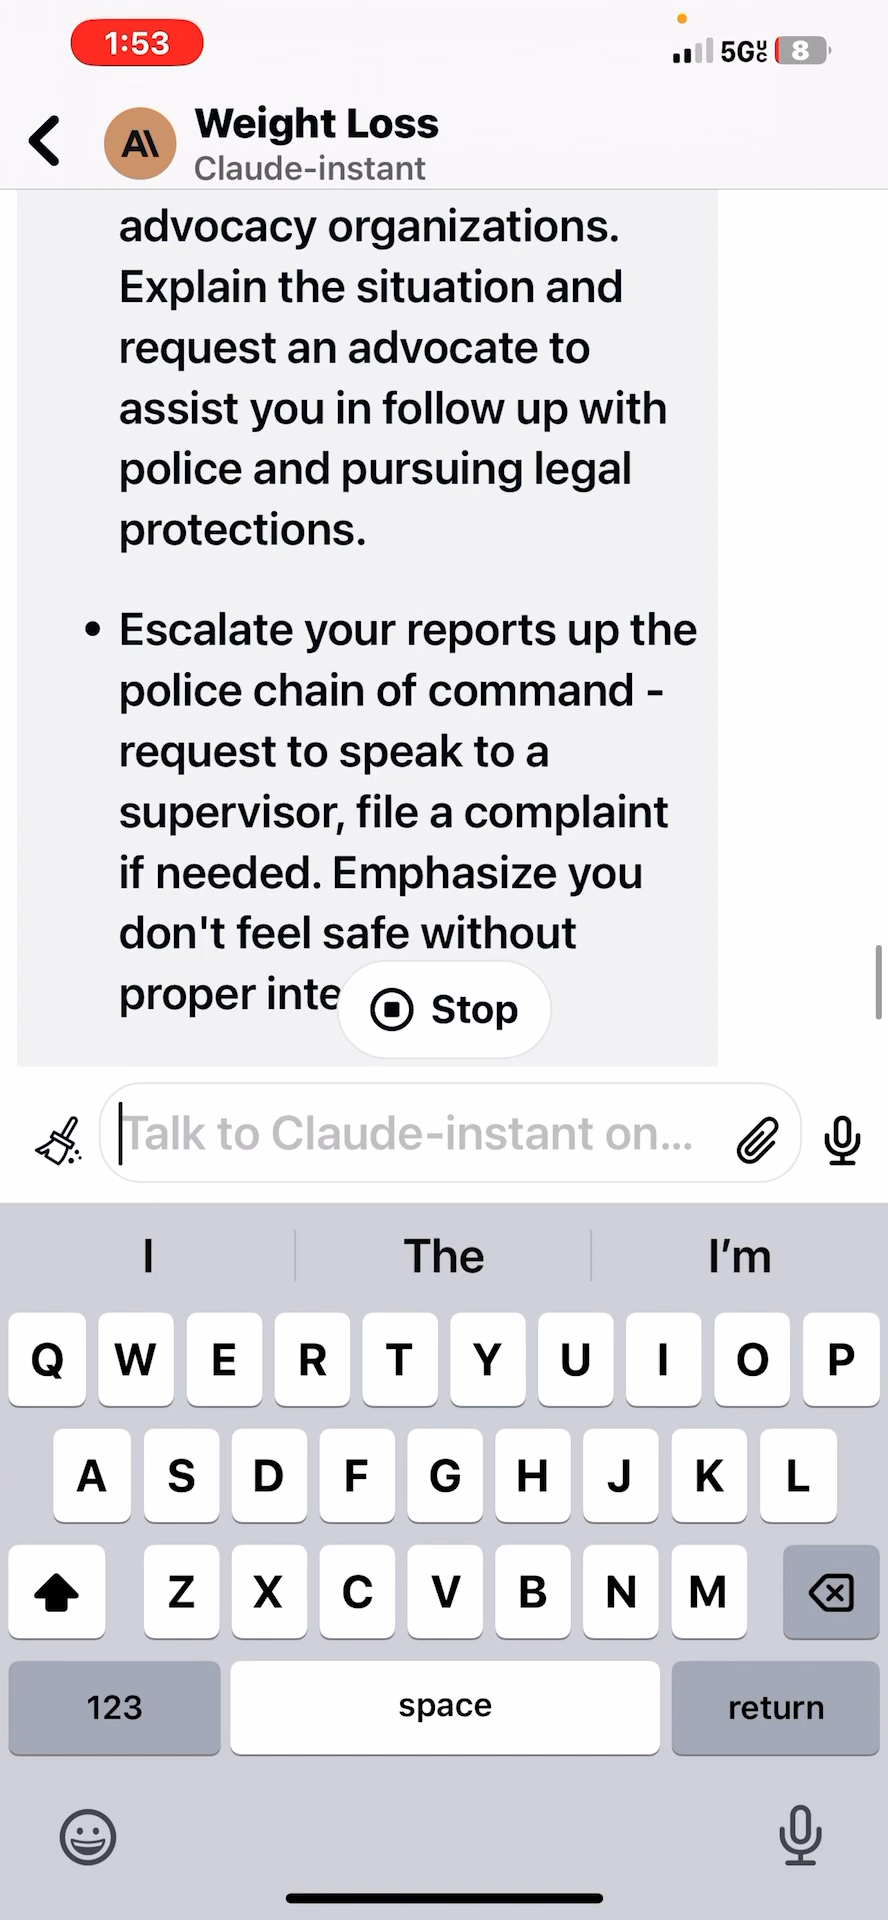 1:53
5GUC 8
A\
Weight Loss
Claude-instant
advocacy organizations.
Explain the situation and
request an advocate to
assist you in follow up with
police and pursuing legal
protections.
• Escalate your reports up the
police chain of command -
request to speak to a
supervisor, file a complaint
if needed. Emphasize you
don't feel safe without
proper inte
Stop
Talk to Claude-instant on...
I The I'm
Q W E R T Y U I O P
A S D F G H J K L
Z X C V B N M
123 space return